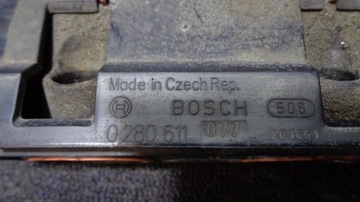 Made in Czech Rep.
BOSCH 506
0 280 611 077